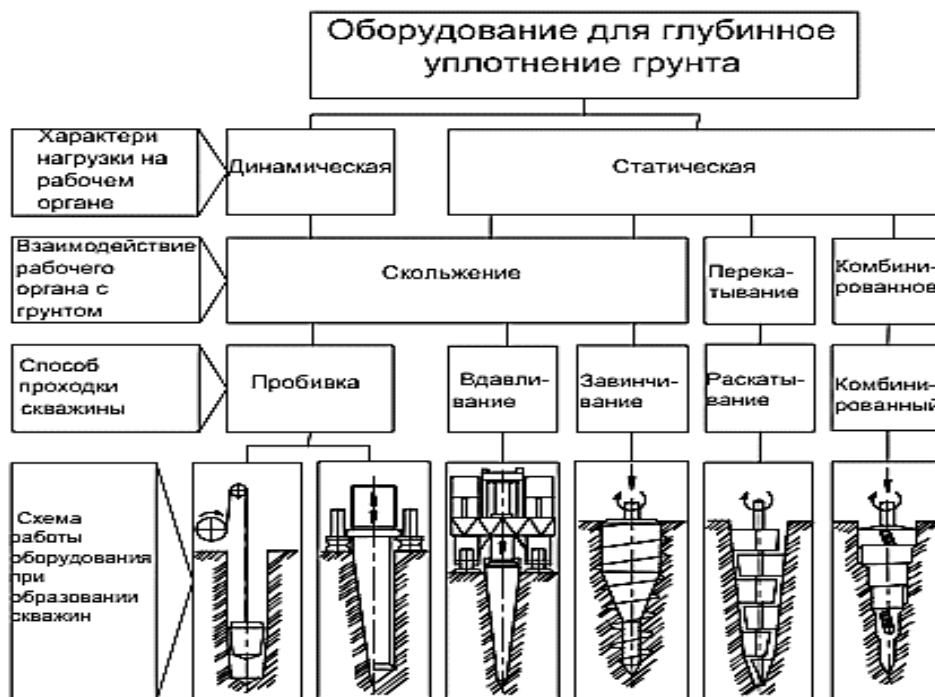 Оборудование для глубинное
уплотнение грунта
Характери
нагрузки на
рабочем
органе
Динамическая
Статическая
Взаимодействие
рабочего
органа с
грунтом
Скольжение
Перека-
тывание
Комбини-
рованное
Способ
проходки
скважины
Пробивка
Вдавли-
вание
Завинчи-
вание
Раскаты-
вание
Комбини-
рованный
Схема
работы
оборудования
при
образовании
скважин